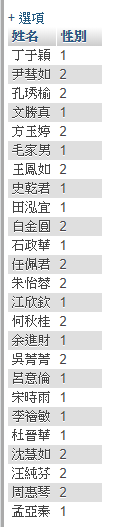 + 選項
姓名 性別
丁于穎 1
尹彗如 2
孔琇榆 2
文勝真 1
方玉婷 2
毛家男 1
王鳳如 2
史乾君 1
田泓宜 1
白金圓 2
石政華 1
任佩君 2
朱怡蓉 2
江欣欽 1
何秋桂 2
余進財 1
吳菁菁 2
呂意倫 1
宋時雨 1
李褣敏 1
杜晉華 1
沈慧如 2
汪純芬 2
周惠琴 2
孟亞秦 1